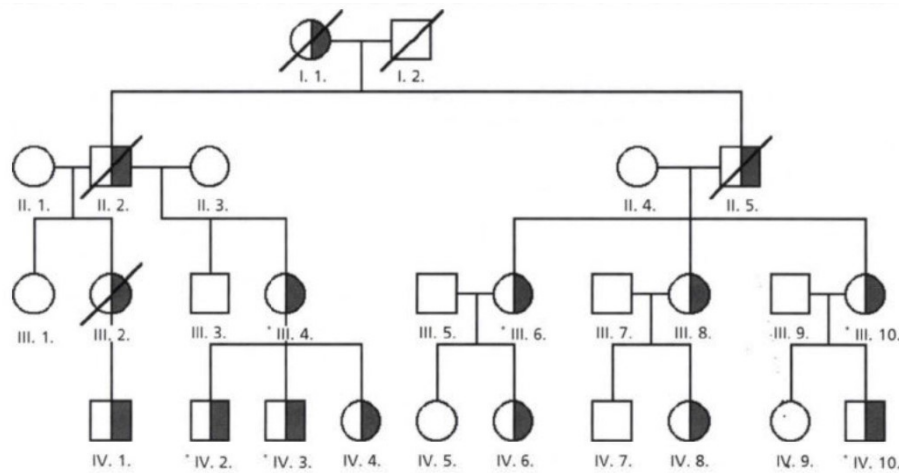 I. 1. I. 2.
II. 1. II. 2. II. 3. II. 4. II. 5.
III. 1. III. 2. III. 3. * III. 4. III. 5. * III. 6. III. 7. III. 8. III. 9. * III. 10.
IV. 1. * IV. 2. * IV. 3. IV. 4. IV. 5. IV. 6. IV. 7. IV. 8. IV. 9. * IV. 10.